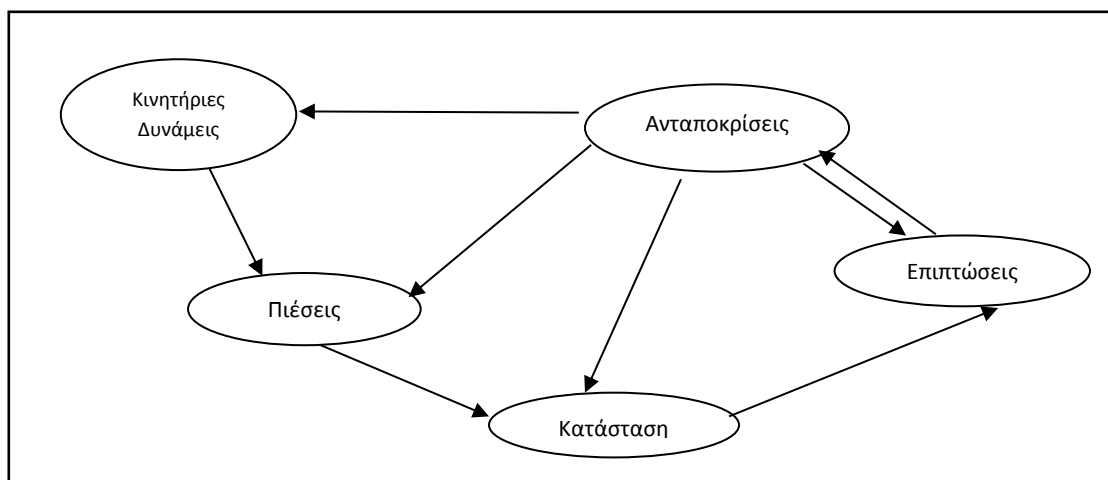 Κινητήριες
Δυνάμεις
Ανταποκρίσεις
Επιπτώσεις
Πιέσεις
Κατάσταση